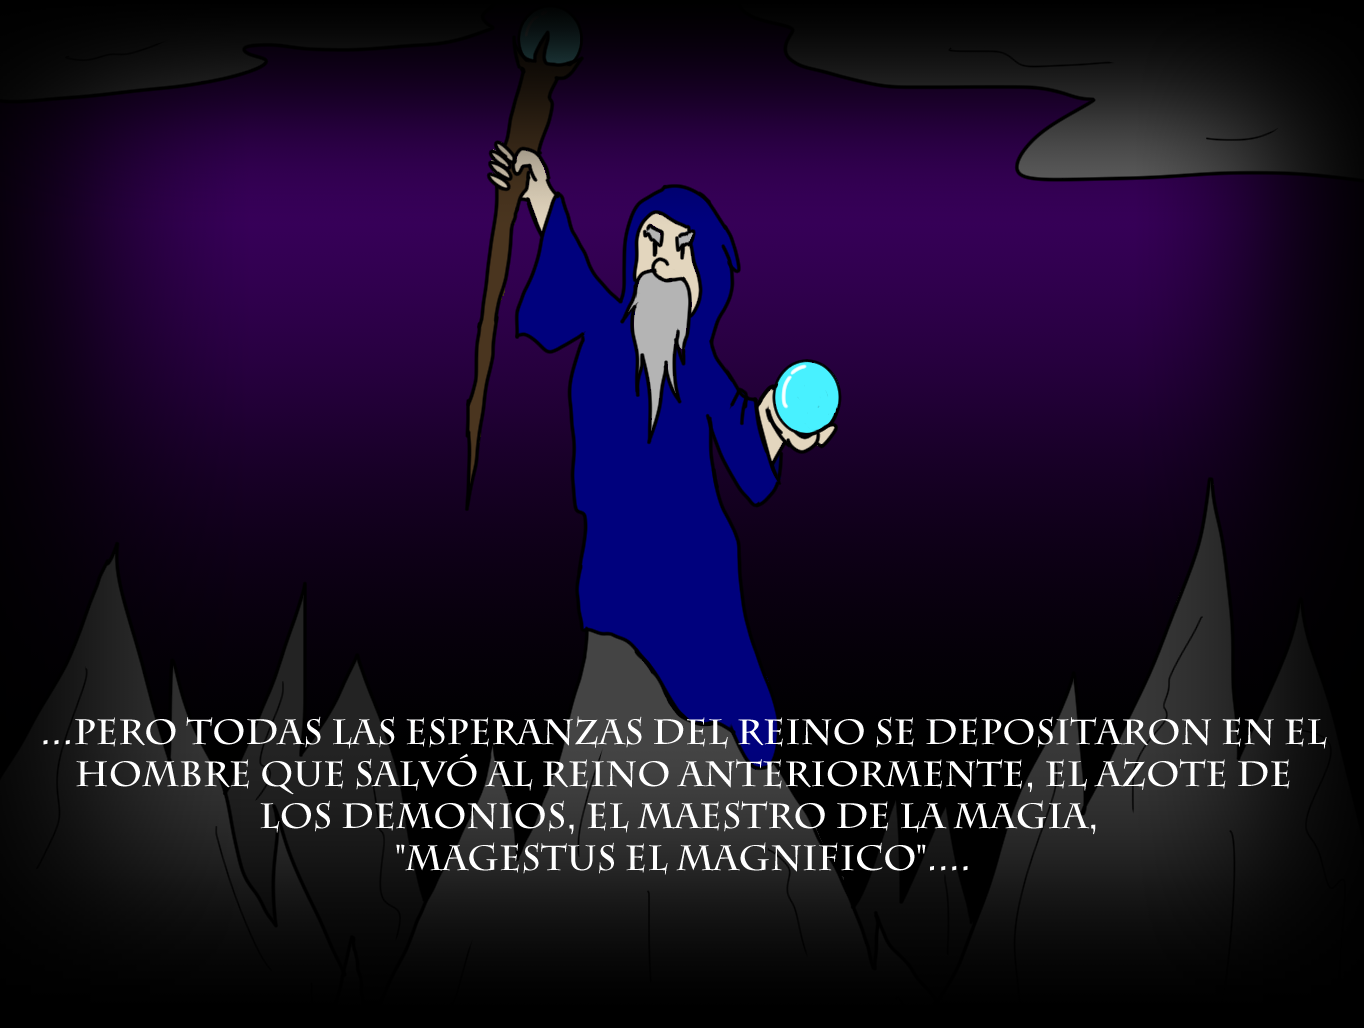 ...PERO TODAS LAS ESPERANZAS DEL REINO SE DEPOSITARON EN EL
HOMBRE QUE SALVÓ AL REINO ANTERIORMENTE, EL AZOTE DE
LOS DEMONIOS, EL MAESTRO DE LA MAGIA,
"MAGESTUS EL MAGNIFICO"....